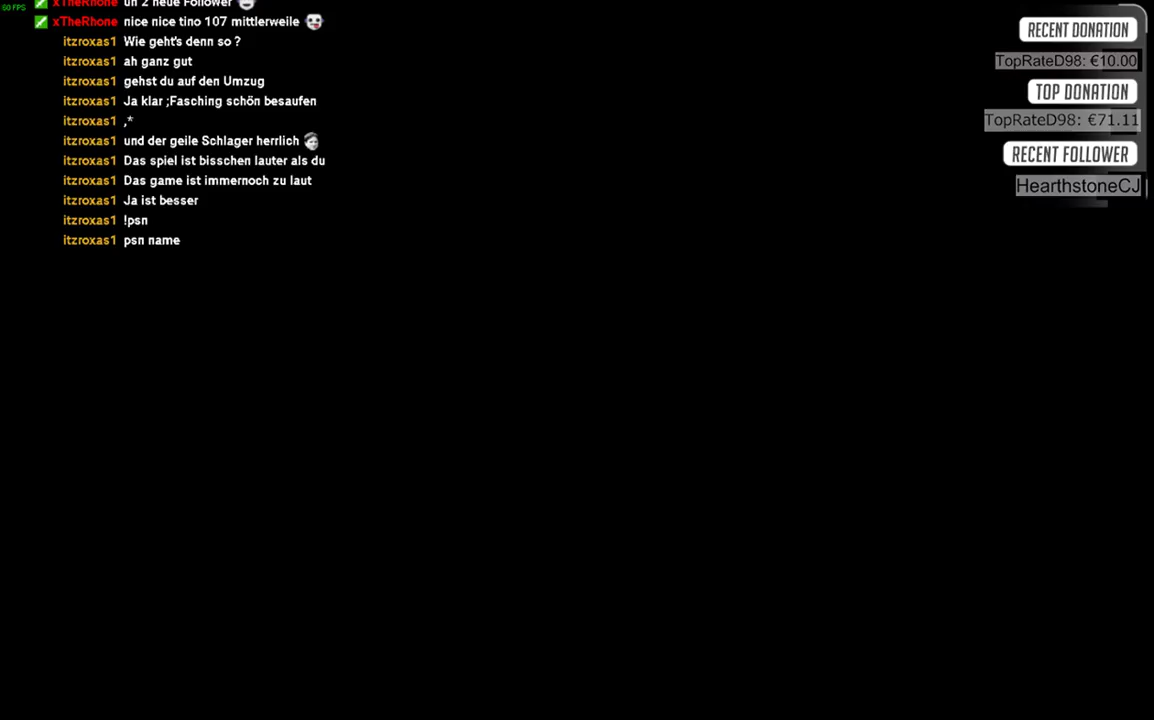 60 FPS
xTheRhone un 2 neue Follower
xTheRhone nice nice tino 107 mittlerweile
itzroxas1 Wie geht's denn so ?
itzroxas1 ah ganz gut
itzroxas1 gehst du auf den Umzug
itzroxas1 Ja klar ;Fasching schön besaufen
itzroxas1 ,*
itzroxas1 und der geile Schlager herrlich
itzroxas1 Das spiel ist bisschen lauter als du
itzroxas1 Das game ist immernoch zu laut
itzroxas1 Ja ist besser
itzroxas1 !psn
itzroxas1 psn name
RECENT DONATION
TopRateD98: €10.00
TOP DONATION
TopRateD98: €71.11
RECENT FOLLOWER
HearthstoneCJ